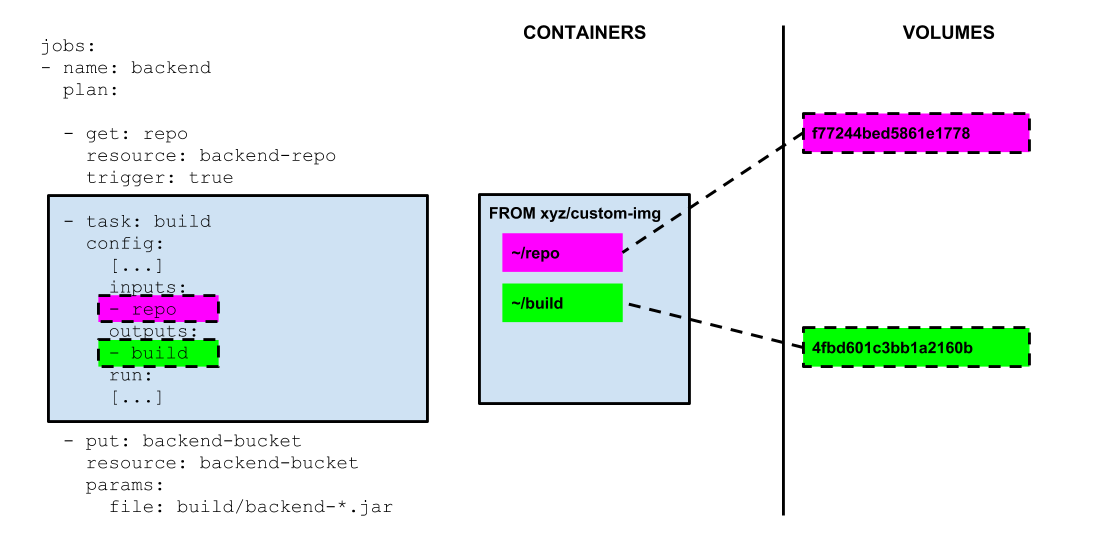 jobs:
- name: backend
  plan:
  - get: repo
    resource: backend-repo
    trigger: true
  - task: build
    config:
      [...]
      inputs:
      - repo
      outputs:
      - build
      run:
      [...]
  - put: backend-bucket
    resource: backend-bucket
    params:
      file: build/backend-*.jar
CONTAINERS
FROM xyz/custom-img
~/repo
~/build
VOLUMES
f77244bed5861e1778
4fbd601c3bb1a2160b